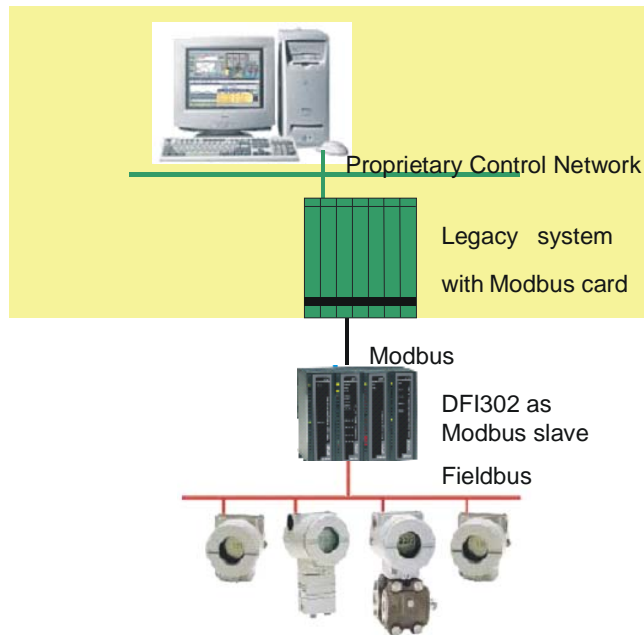 Proprietary Control Network
Legacy system
with Modbus card
Modbus
DFI302 as
Modbus slave
Fieldbus